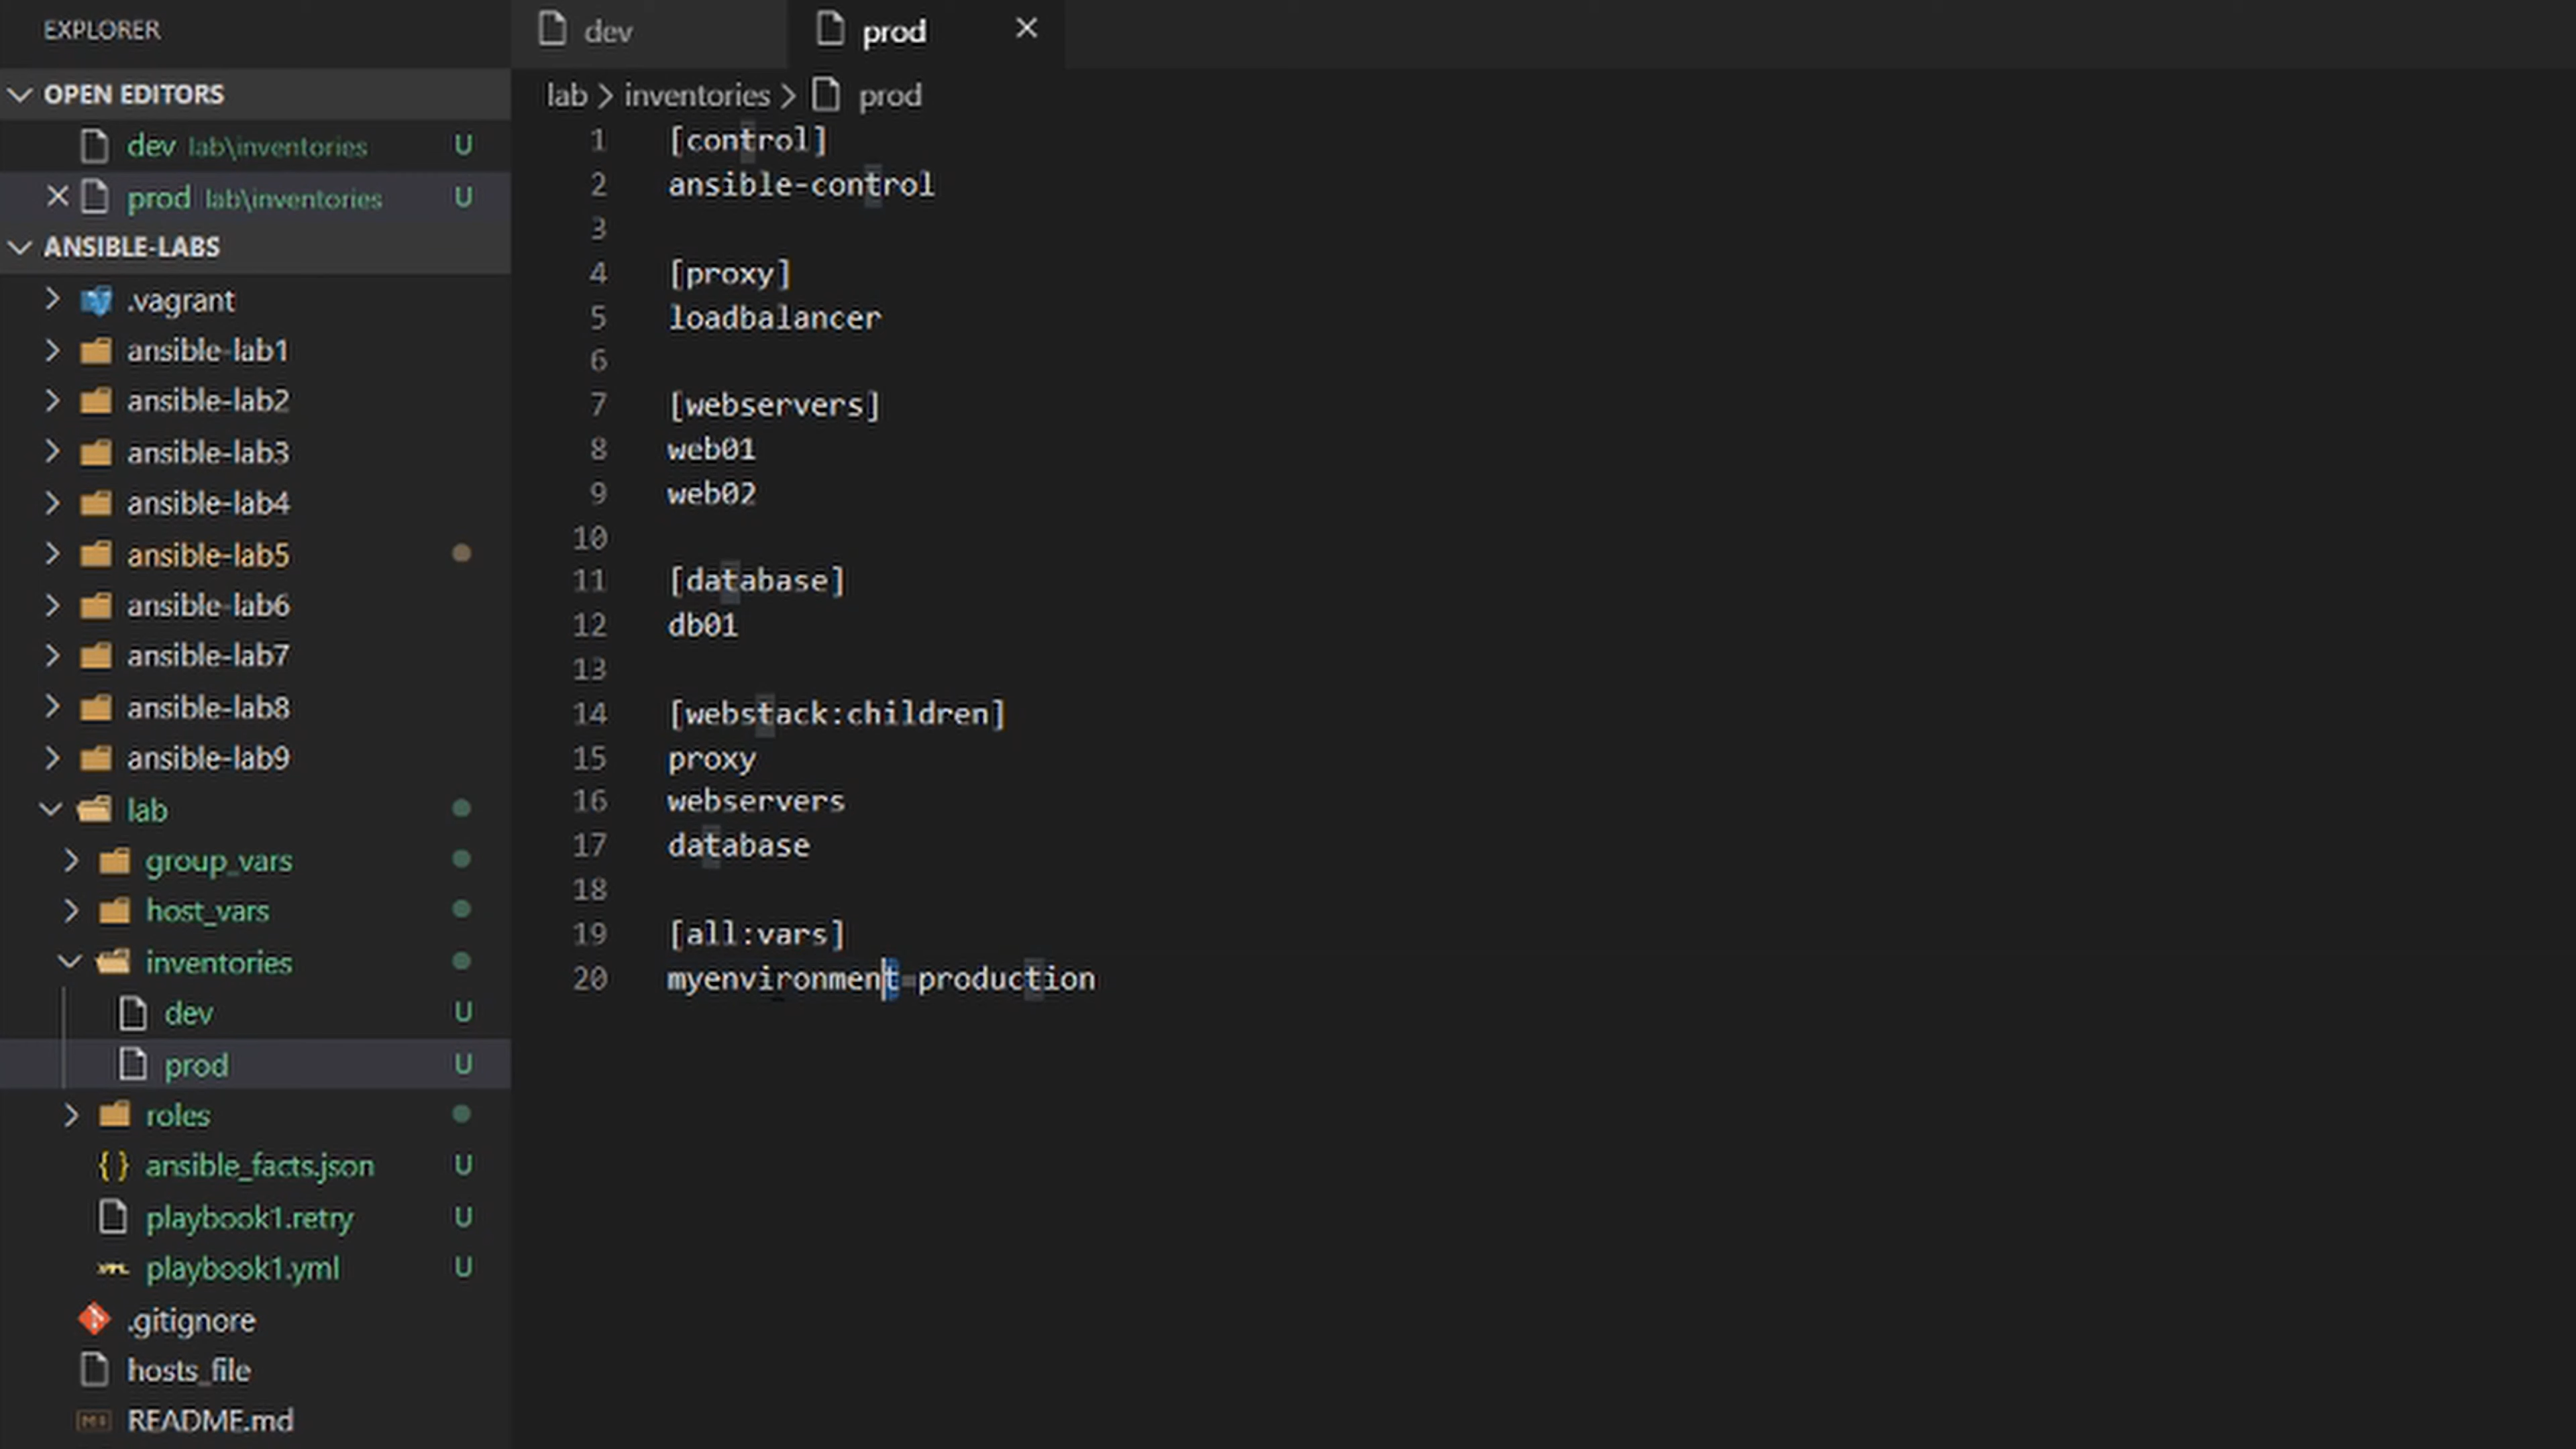 EXPLORER
OPEN EDITORS
dev lab\inventories U
prod lab\inventories U
ANSIBLE-LABS
.vagrant
ansible-lab1
ansible-lab2
ansible-lab3
ansible-lab4
ansible-lab5
ansible-lab6
ansible-lab7
ansible-lab8
ansible-lab9
lab
group_vars
host_vars
inventories
dev U
prod U
roles
{ } ansible_facts.json U
playbook1.retry U
playbook1.yml U
.gitignore
hosts_file
README.md
dev prod
lab > inventories > prod
1 [control]
2 ansible-control
3
4 [proxy]
5 loadbalancer
6
7 [webservers]
8 web01
9 web02
10
11 [database]
12 db01
13
14 [webstack:children]
15 proxy
16 webservers
17 database
18
19 [all:vars]
20 myenvironment=production